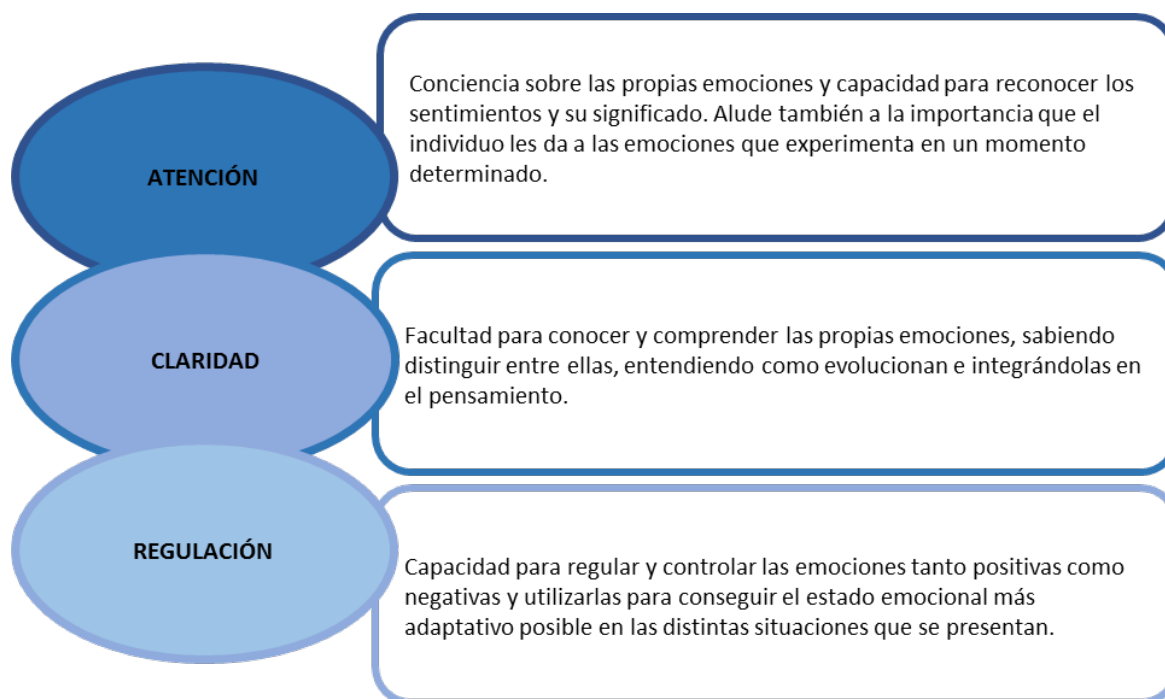 ATENCIÓN
Conciencia sobre las propias emociones y capacidad para reconocer los
sentimientos y su significado. Alude también a la importancia que el
individuo les da a las emociones que experimenta en un momento
determinado.
CLARIDAD
Facultad para conocer y comprender las propias emociones, sabiendo
distinguir entre ellas, entendiendo como evolucionan e integrándolas en
el pensamiento.
REGULACIÓN
Capacidad para regular y controlar las emociones tanto positivas como
negativas y utilizarlas para conseguir el estado emocional más
adaptativo posible en las distintas situaciones que se presentan.